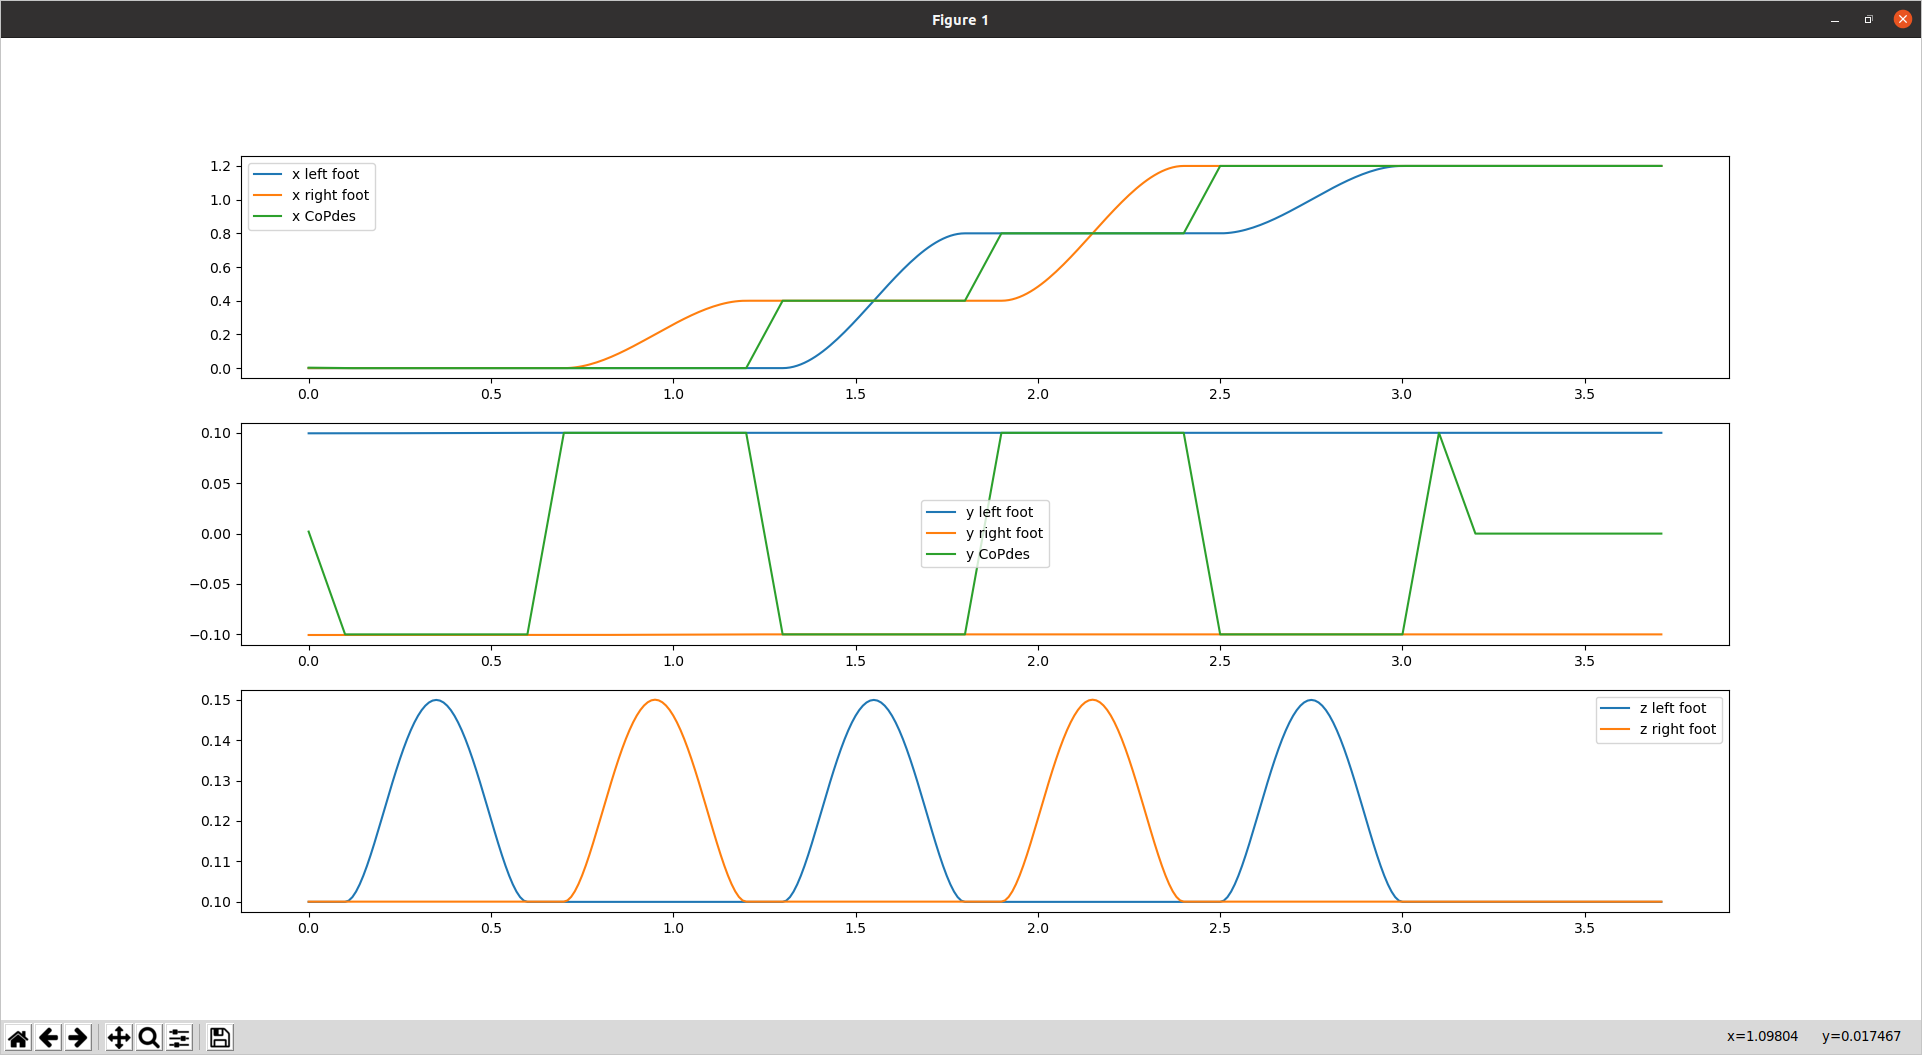 Figure 1
1.2
1.0
0.8
0.6
0.4
0.2
0.0
x left foot
x right foot
x CoPdes
0.0 0.5 1.0 1.5 2.0 2.5 3.0 3.5
0.10
0.05
0.00
−0.05
−0.10
y left foot
y right foot
y CoPdes
0.0 0.5 1.0 1.5 2.0 2.5 3.0 3.5
0.15
0.14
0.13
0.12
0.11
0.10
z left foot
z right foot
0.0 0.5 1.0 1.5 2.0 2.5 3.0 3.5
x=1.09804 y=0.017467